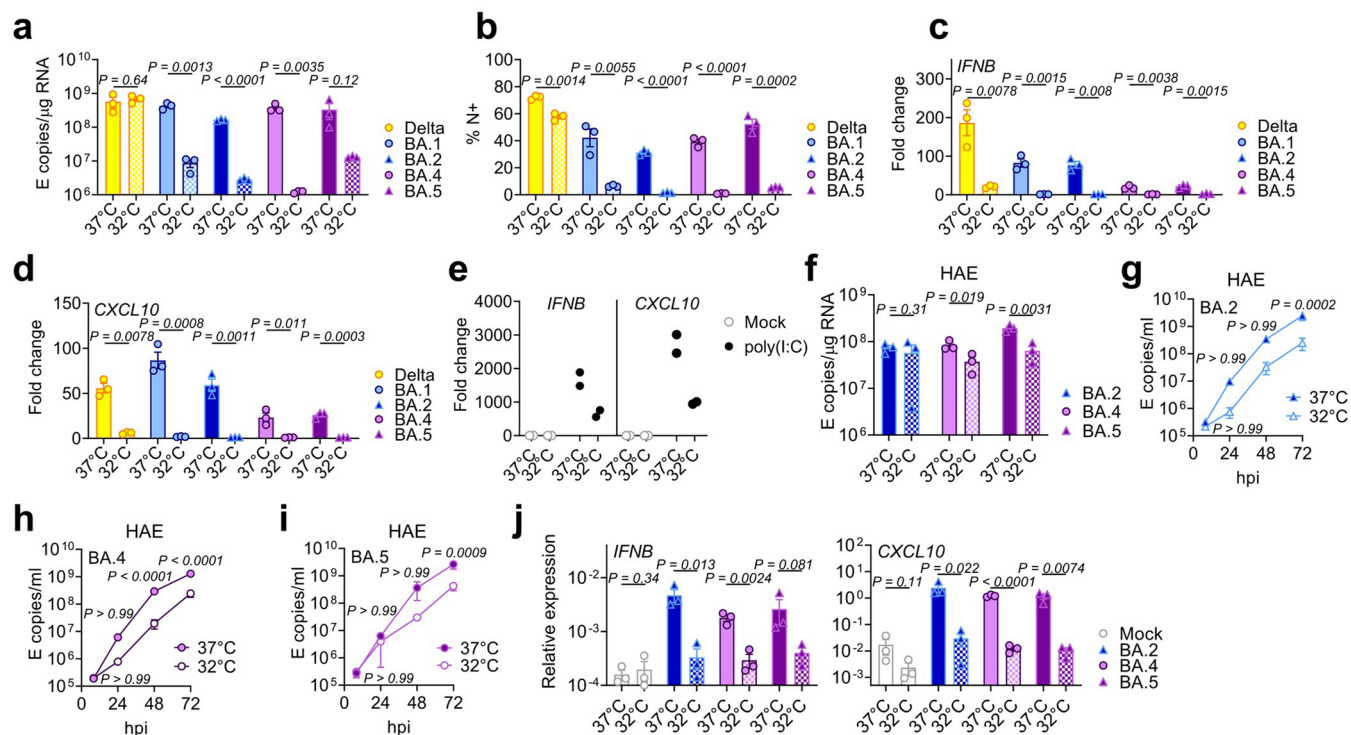 a
E copies/μg RNA
10^10
10^9
10^8
10^7
10^6
P = 0.64
P = 0.0013
P < 0.0001
P = 0.0035
P = 0.12
37°C 32°C 37°C 32°C 37°C 32°C 37°C 32°C 37°C 32°C
Delta
BA.1
BA.2
BA.4
BA.5
b
% N+
100
80
60
40
20
0
P = 0.0014
P = 0.0055
P < 0.0001
P < 0.0001
P = 0.0002
37°C 32°C 37°C 32°C 37°C 32°C 37°C 32°C 37°C 32°C
Delta
BA.1
BA.2
BA.4
BA.5
c
IFNB
Fold change
300
200
100
0
P = 0.0078
P = 0.0015
P = 0.008
P = 0.0038
P = 0.0015
37°C 32°C 37°C 32°C 37°C 32°C 37°C 32°C 37°C 32°C
Delta
BA.1
BA.2
BA.4
BA.5
d
CXCL10
Fold change
150
100
50
0
P = 0.0078
P = 0.0008
P = 0.0011
P = 0.011
P = 0.0003
37°C 32°C 37°C 32°C 37°C 32°C 37°C 32°C 37°C 32°C
Delta
BA.1
BA.2
BA.4
BA.5
e
Fold change
4000
3000
2000
1000
0
IFNB
CXCL10
37°C 32°C 37°C 32°C 37°C 32°C 37°C 32°C
Mock
poly(I:C)
f
HAE
E copies/μg RNA
10^9
10^8
10^7
10^6
P = 0.31
P = 0.019
P = 0.0031
37°C 32°C 37°C 32°C 37°C 32°C
BA.2
BA.4
BA.5
g
HAE
BA.2
E copies/ml
10^10
10^9
10^8
10^7
10^6
10^5
P = 0.0002
P > 0.99
P > 0.99
P > 0.99
37°C
32°C
0 24 48 72
hpi
h
HAE
BA.4
E copies/ml
10^10
10^9
10^8
10^7
10^6
10^5
P < 0.0001
P < 0.0001
P > 0.99
P > 0.99
37°C
32°C
0 24 48 72
hpi
i
HAE
BA.5
E copies/ml
10^10
10^9
10^8
10^7
10^6
10^5
P = 0.0009
P > 0.99
P > 0.99
P > 0.99
37°C
32°C
0 24 48 72
hpi
j
IFNB
Relative expression
10^-2
10^-3
10^-4
P = 0.34
P = 0.013
P = 0.0024
P = 0.081
37°C 32°C 37°C 32°C 37°C 32°C 37°C 32°C
CXCL10
10^2
10^1
10^0
10^-1
10^-2
10^-3
P = 0.11
P = 0.022
P < 0.0001
P = 0.0074
37°C 32°C 37°C 32°C 37°C 32°C 37°C 32°C
Mock
BA.2
BA.4
BA.5